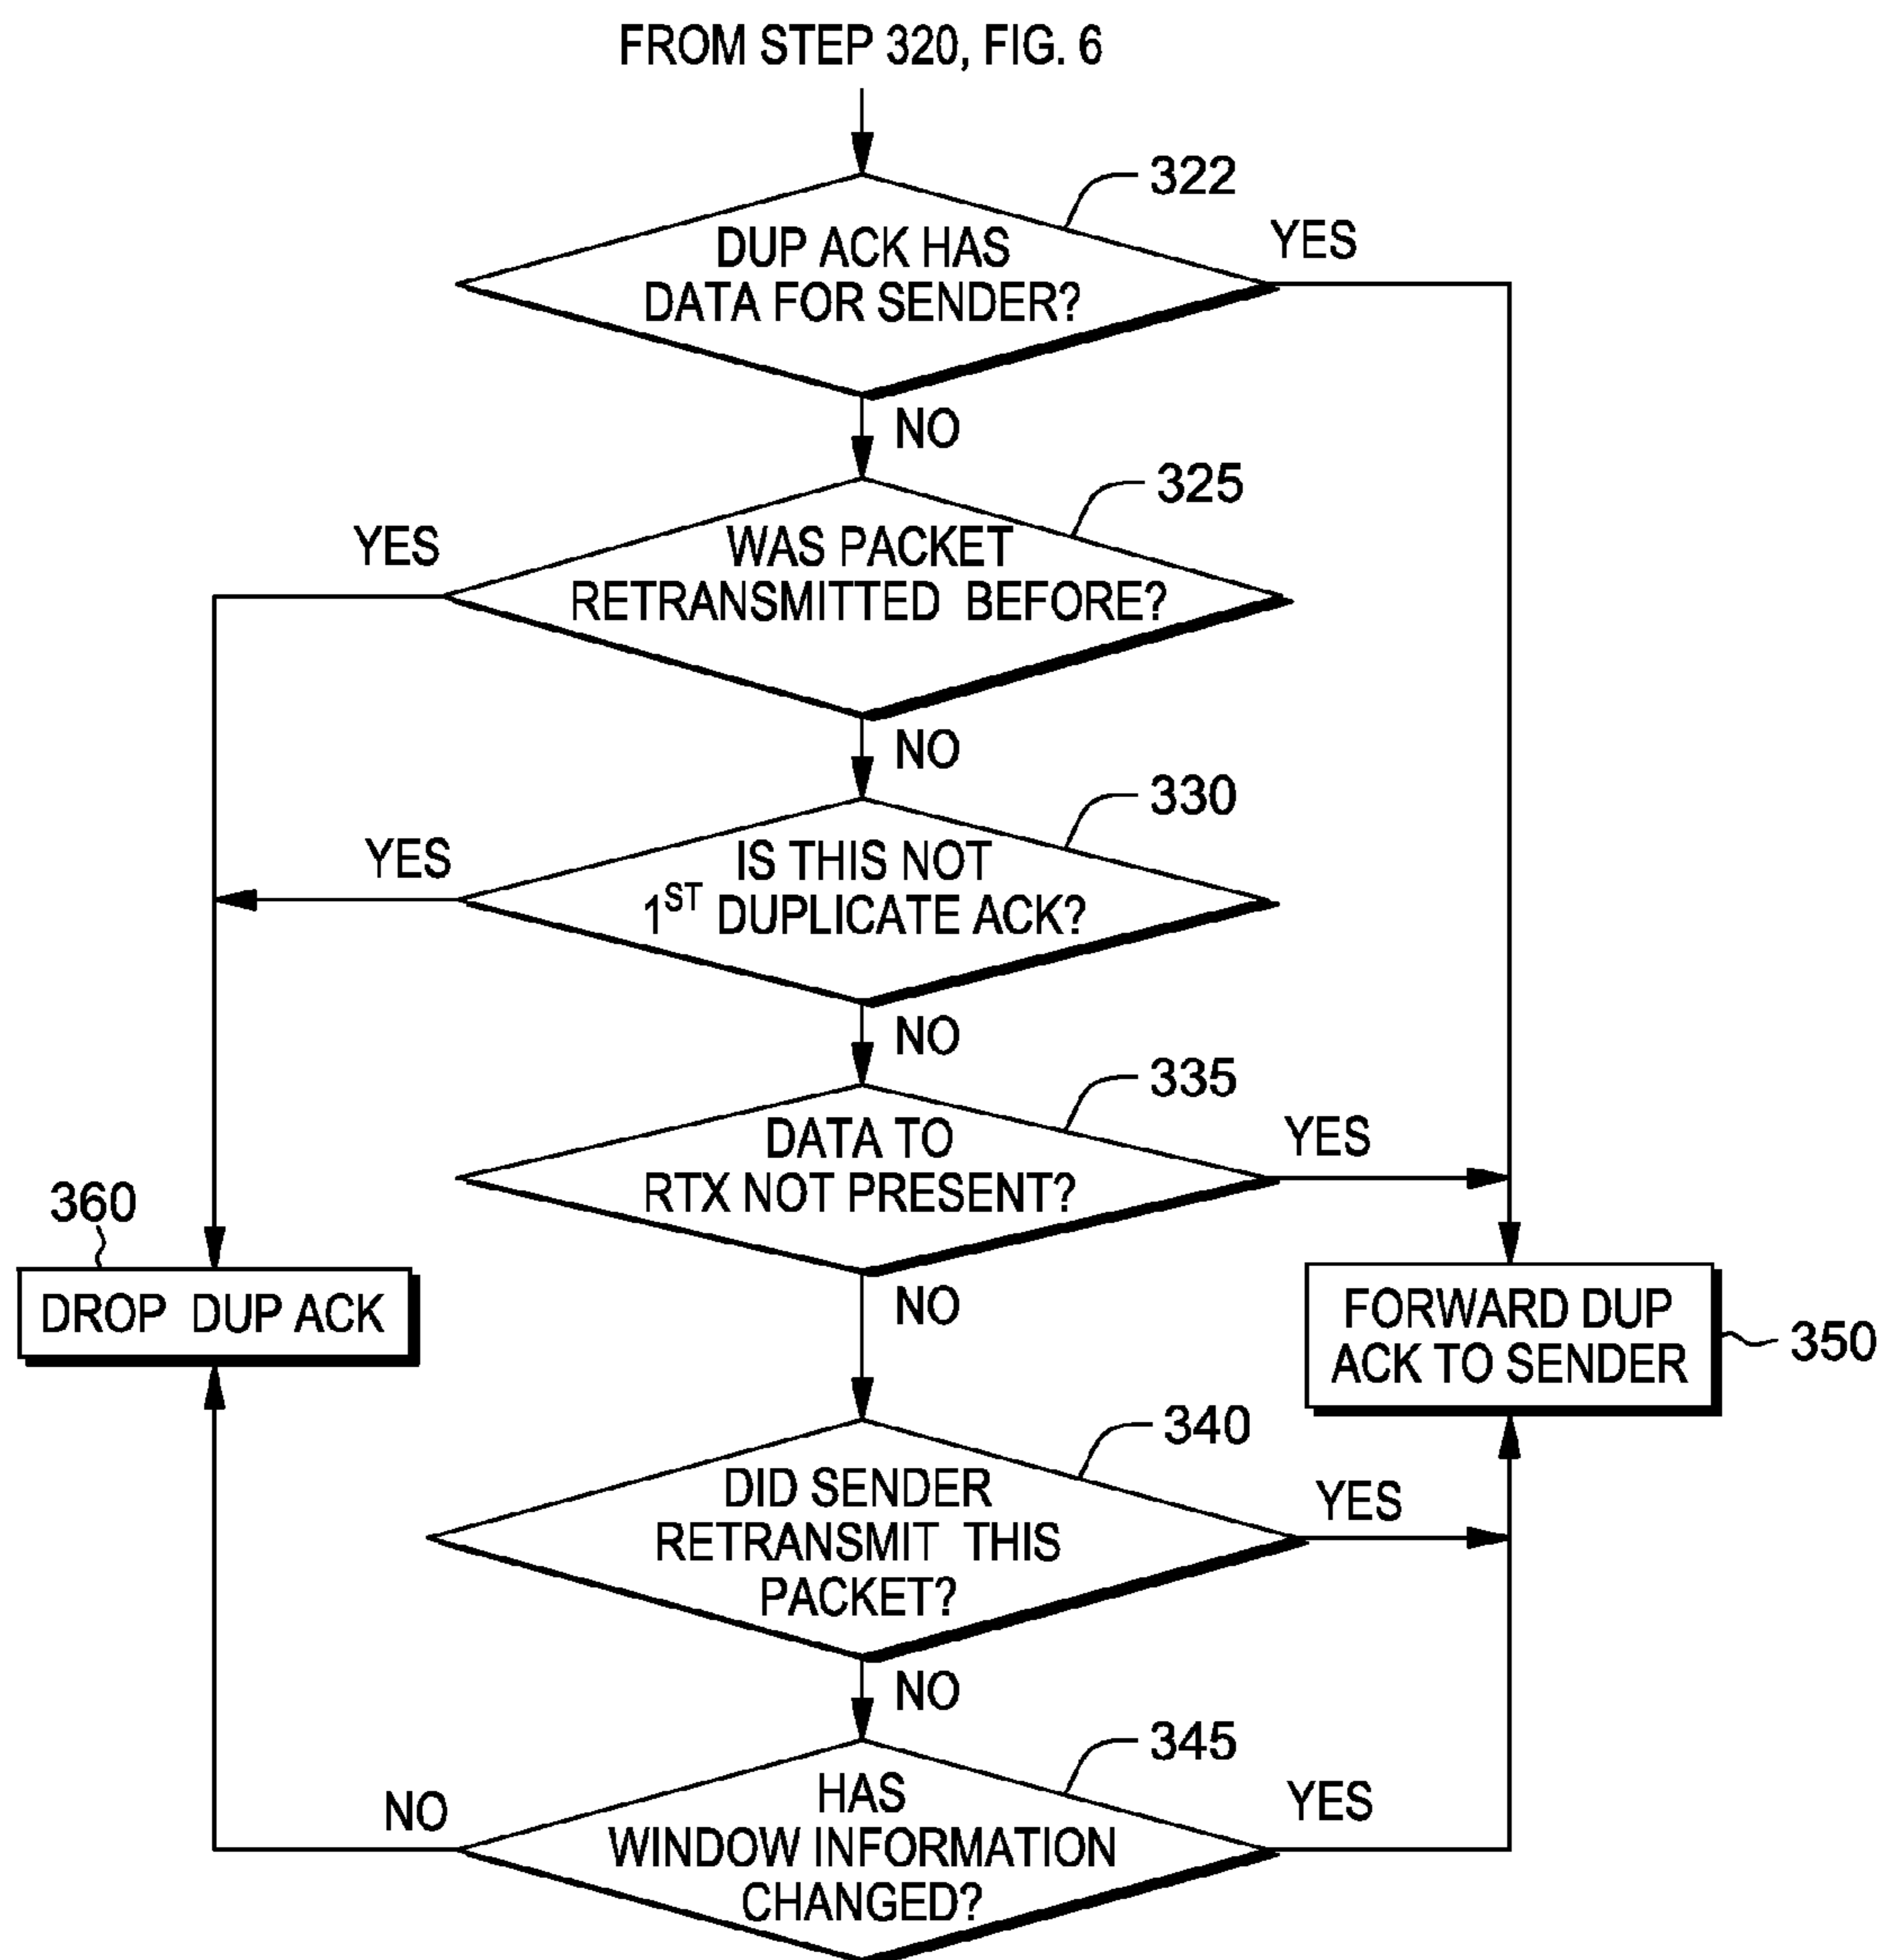 FROM STEP 320, FIG. 6
322
DUP ACK HAS
DATA FOR SENDER?
YES
NO
325
WAS PACKET
RETRANSMITTED BEFORE?
YES
NO
330
IS THIS NOT
1ST DUPLICATE ACK?
YES
NO
335
DATA TO
RTX NOT PRESENT?
YES
NO
360
DROP DUP ACK
FORWARD DUP
ACK TO SENDER
350
340
DID SENDER
RETRANSMIT THIS
PACKET?
YES
NO
345
HAS
WINDOW INFORMATION
CHANGED?
NO
YES